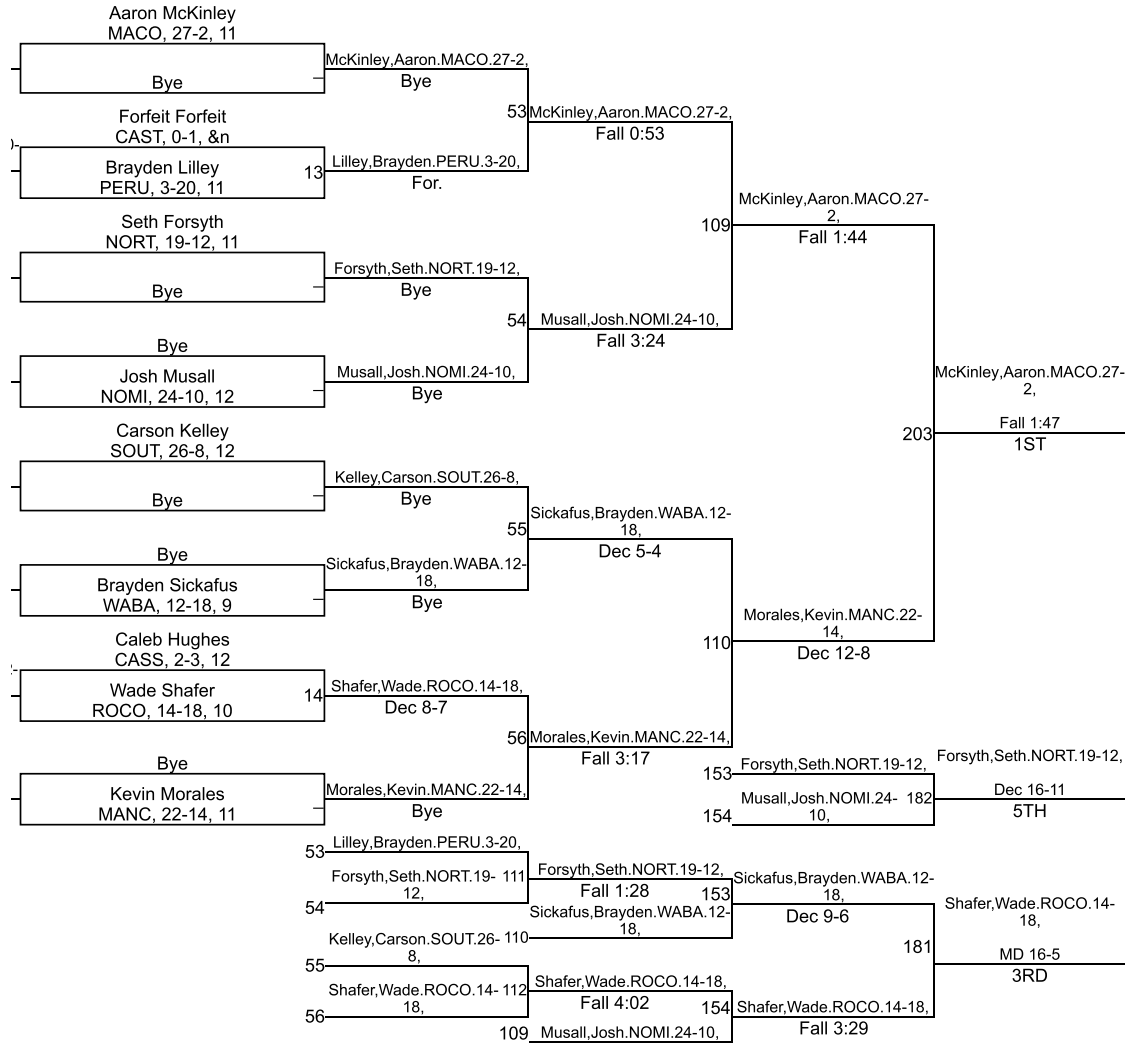 Aaron McKinley
MACO, 27-2, 11
Bye
McKinley,Aaron.MACO.27-2,
Bye
Forfeit Forfeit
CAST, 0-1, &n
Brayden Lilley
PERU, 3-20, 11
13
Lilley,Brayden.PERU.3-20,
For.
53
McKinley,Aaron.MACO.27-2,
Fall 0:53
Seth Forsyth
NORT, 19-12, 11
Bye
Forsyth,Seth.NORT.19-12,
Bye
Bye
Josh Musall
NOMI, 24-10, 12
Musall,Josh.NOMI.24-10,
Bye
54
Musall,Josh.NOMI.24-10,
Fall 3:24
109
McKinley,Aaron.MACO.27-
2,
Fall 1:44
Carson Kelley
SOUT, 26-8, 12
Bye
Kelley,Carson.SOUT.26-8,
Bye
Bye
Brayden Sickafus
WABA, 12-18, 9
Sickafus,Brayden.WABA.12-
18,
Bye
55
Sickafus,Brayden.WABA.12-
18,
Dec 5-4
Caleb Hughes
CASS, 2-3, 12
Wade Shafer
ROCO, 14-18, 10
14
Shafer,Wade.ROCO.14-18,
Dec 8-7
Bye
Kevin Morales
MANC, 22-14, 11
Morales,Kevin.MANC.22-14,
Bye
56
Morales,Kevin.MANC.22-14,
Fall 3:17
110
Morales,Kevin.MANC.22-
14,
Dec 12-8
203
McKinley,Aaron.MACO.27-
2,
Fall 1:47
1ST
153
Forsyth,Seth.NORT.19-12,
154
Musall,Josh.NOMI.24-
10,
182
Forsyth,Seth.NORT.19-12,
Dec 16-11
5TH
53
Lilley,Brayden.PERU.3-20,
54
Forsyth,Seth.NORT.19-
12,
111
Forsyth,Seth.NORT.19-12,
Fall 1:28
110
Sickafus,Brayden.WABA.12-
18,
153
Sickafus,Brayden.WABA.12-
18,
Dec 9-6
55
Kelley,Carson.SOUT.26-
8,
56
Shafer,Wade.ROCO.14-
18,
112
Shafer,Wade.ROCO.14-18,
Fall 4:02
109
Musall,Josh.NOMI.24-10,
154
Shafer,Wade.ROCO.14-18,
Fall 3:29
181
Shafer,Wade.ROCO.14-
18,
MD 16-5
3RD